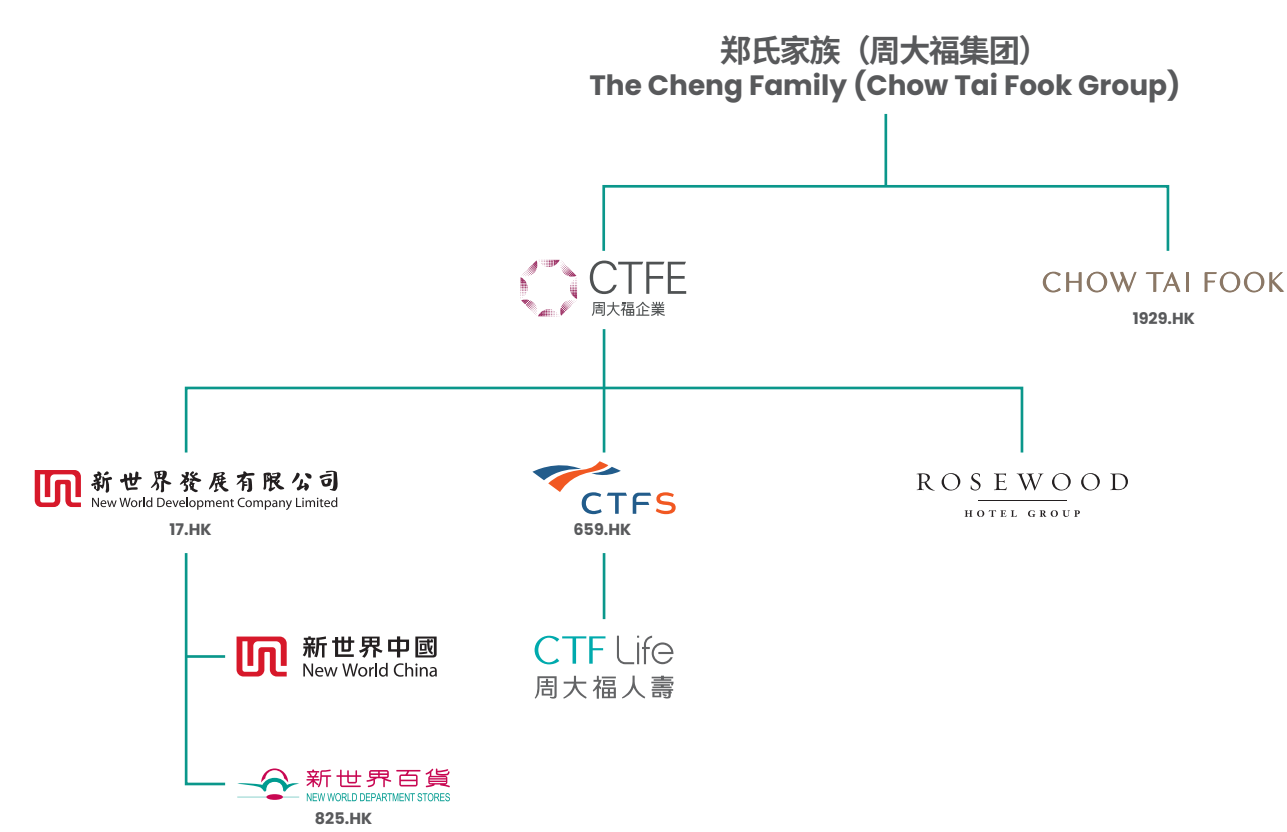 郑氏家族（周大福集团）
The Cheng Family (Chow Tai Fook Group)
CTFE
周大福企業
CHOW TAI FOOK
1929.HK
新世界發展有限公司
New World Development Company Limited
17.HK
CTFS
659.HK
ROSEWOOD
HOTEL GROUP
新世界中國
New World China
CTF Life
周大福人壽
新世界百貨
NEW WORLD DEPARTMENT STORES
825.HK